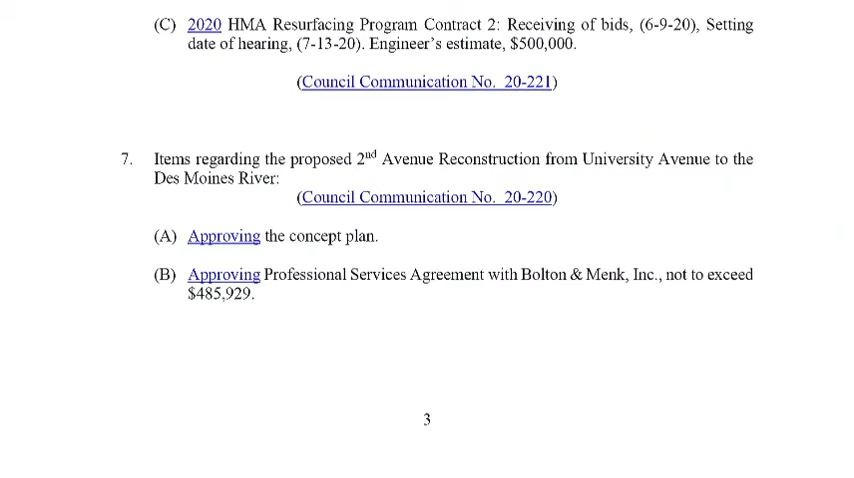 (C) 2020 HMA Resurfacing Program Contract 2: Receiving of bids, (6-9-20), Setting
date of hearing, (7-13-20). Engineer’s estimate, $500,000.
(Council Communication No. 20-221)
7. Items regarding the proposed 2nd Avenue Reconstruction from University Avenue to the
Des Moines River:
(Council Communication No. 20-220)
(A) Approving the concept plan.
(B) Approving Professional Services Agreement with Bolton & Menk, Inc., not to exceed
$485,929.
3